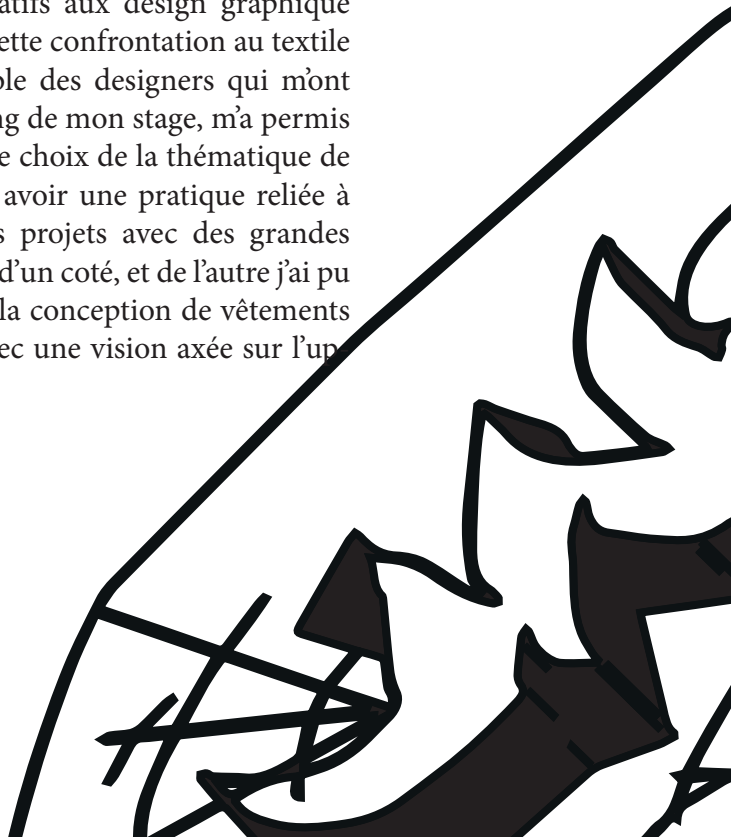 atifs aux design graphique
ette confrontation au textile
ple des designers qui m'ont
ng de mon stage, m'a permis
e choix de la thématique de
avoir une pratique reliée à
s projets avec des grandes
d'un coté, et de l'autre j'ai pu
la conception de vêtements
ec une vision axée sur l'up-